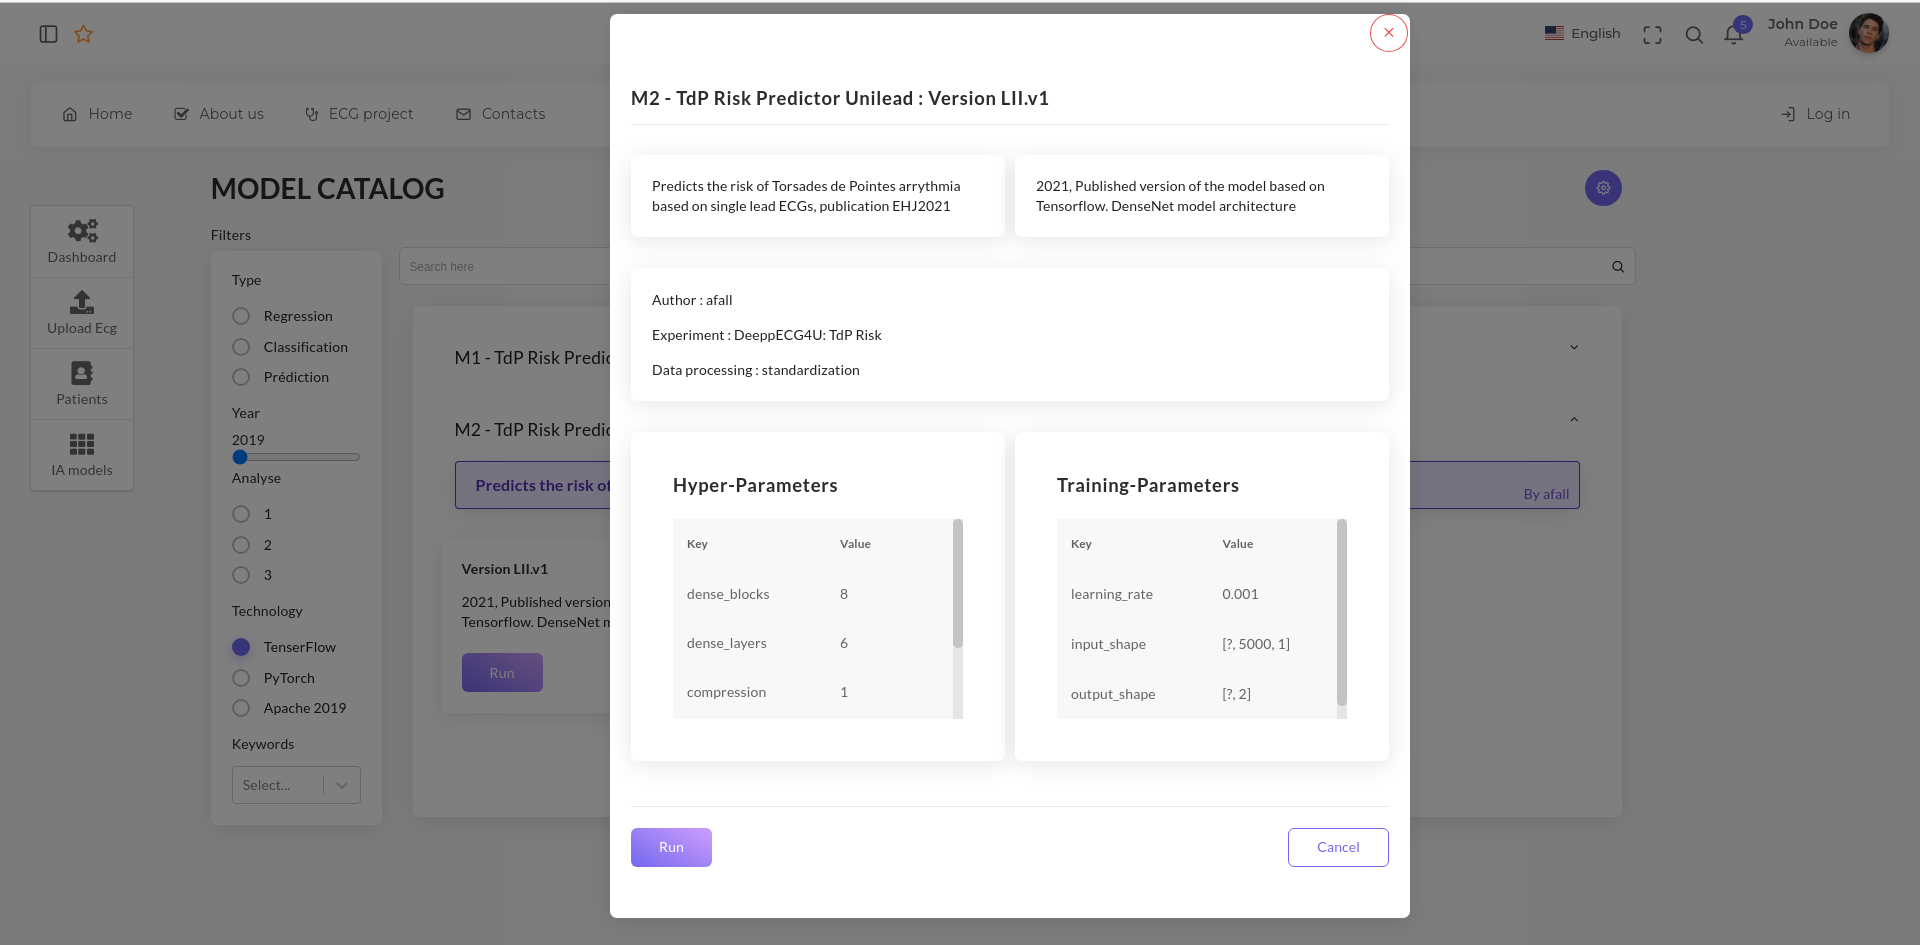 English
5
John Doe
Available
Home
About us
ECG project
Contacts
Log in
MODEL CATALOG
Dashboard
Upload Ecg
Patients
IA models
Filters
Type
Regression
Classification
Prédiction
Year
2019
Analyse
1
2
3
Technology
TenserFlow
PyTorch
Apache 2019
Keywords
Select...
Search here
M1 - TdP Risk Predic
M2 - TdP Risk Predic
Predicts the risk of
By afall
Version LII.v1
2021, Published version
Tensorflow. DenseNet m
Run
M2 - TdP Risk Predictor Unilead : Version LII.v1
Predicts the risk of Torsades de Pointes arrythmia
based on single lead ECGs, publication EHJ2021
2021, Published version of the model based on
Tensorflow. DenseNet model architecture
Author : afall
Experiment : DeeppECG4U: TdP Risk
Data processing : standardization
Hyper-Parameters
Key Value
dense_blocks 8
dense_layers 6
compression 1
Training-Parameters
Key Value
learning_rate 0.001
input_shape [?, 5000, 1]
output_shape [?, 2]
Run
Cancel